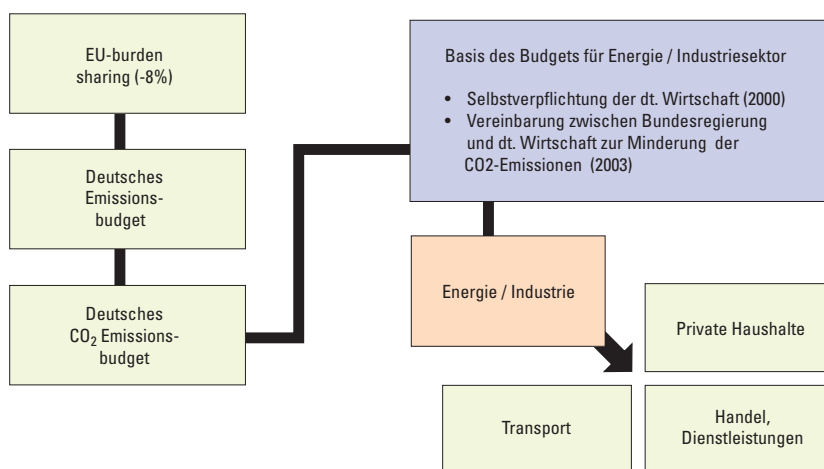 EU-burden
sharing (-8%)
Deutsches
Emissions-
budget
Deutsches
CO₂ Emissions-
budget
Basis des Budgets für Energie / Industriesektor
• Selbstverpflichtung der dt. Wirtschaft (2000)
• Vereinbarung zwischen Bundesregierung
und dt. Wirtschaft zur Minderung der
CO2-Emissionen (2003)
Energie / Industrie
Private Haushalte
Transport
Handel,
Dienstleistungen